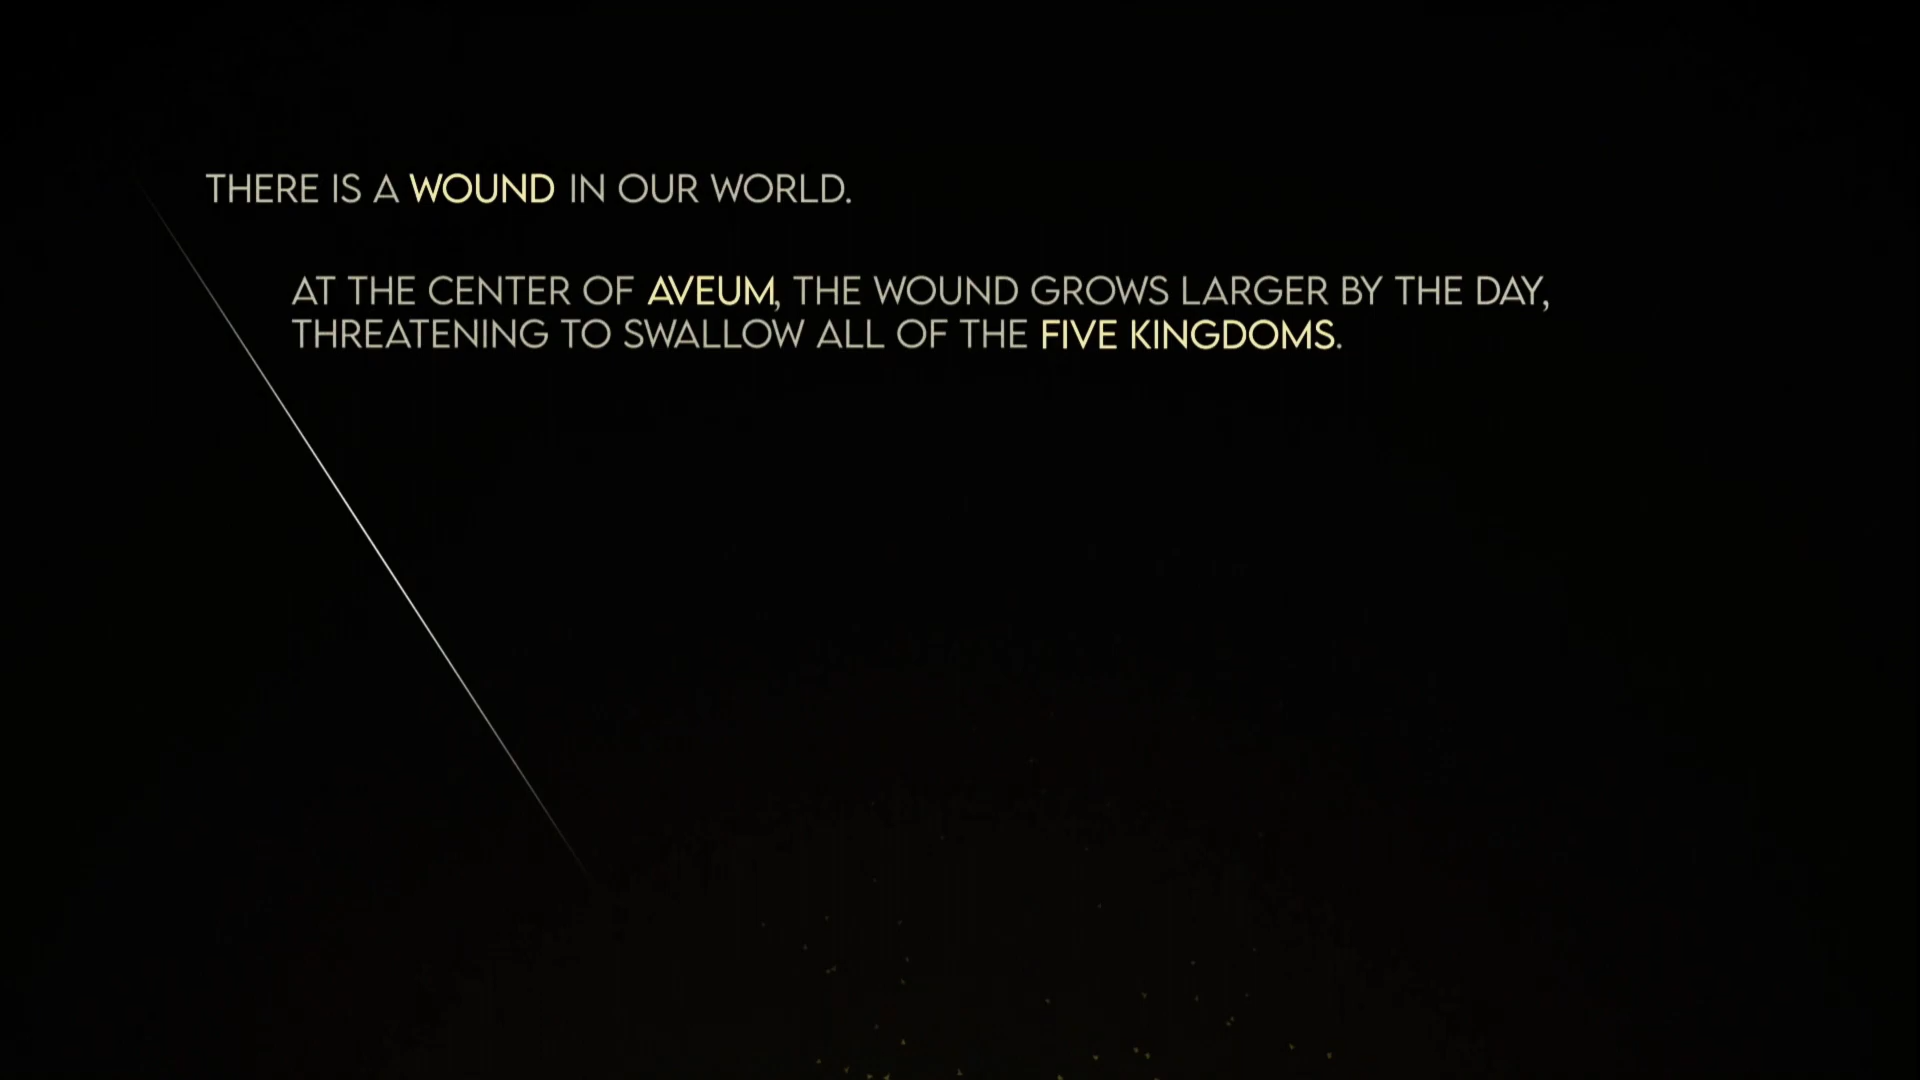 THERE IS A WOUND IN OUR WORLD.
AT THE CENTER OF AVEUM, THE WOUND GROWS LARGER BY THE DAY,
THREATENING TO SWALLOW ALL OF THE FIVE KINGDOMS.